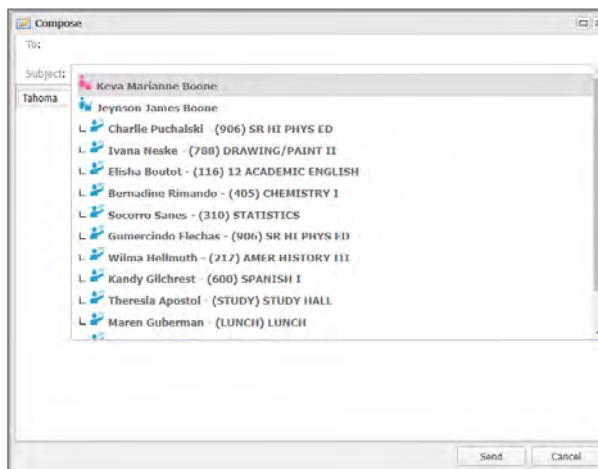 Compose
To:
Subject:
Tahoma
Keva Marianne Boone
Jeynson James Boone
Charlie Puchalski - (906) SR HI PHYS ED
Ivana Neske - (788) DRAWING/PAINT II
Elisha Boutot - (116) 12 ACADEMIC ENGLISH
Bernadine Rimando - (405) CHEMISTRY I
Socorro Sanes - (310) STATISTICS
Gumercindo Flechas - (906) SR HI PHYS ED
Wilma Hellmuth - (217) AMER HISTORY III
Kandy Gilchrest - (600) SPANISH I
Theresia Apostol - (STUDY) STUDY HALL
Maren Guberman - (LUNCH) LUNCH
Send Cancel